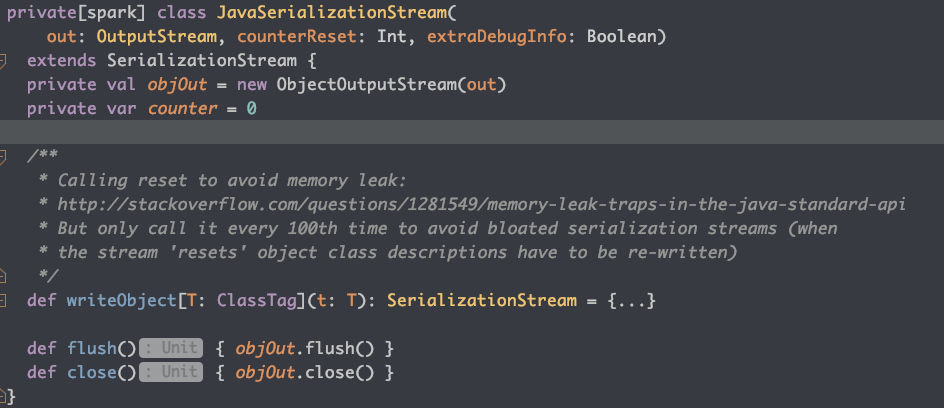 private[spark] class JavaSerializationStream(
    out: OutputStream, counterReset: Int, extraDebugInfo: Boolean)
  extends SerializationStream {
  private val objOut = new ObjectOutputStream(out)
  private var counter = 0

  /**
   * Calling reset to avoid memory leak:
   * http://stackoverflow.com/questions/1281549/memory-leak-traps-in-the-java-standard-api
   * But only call it every 100th time to avoid bloated serialization streams (when
   * the stream 'resets' object class descriptions have to be re-written)
   */
  def writeObject[T: ClassTag](t: T): SerializationStream = {...}

  def flush() : Unit { objOut.flush() }
  def close() : Unit { objOut.close() }
}